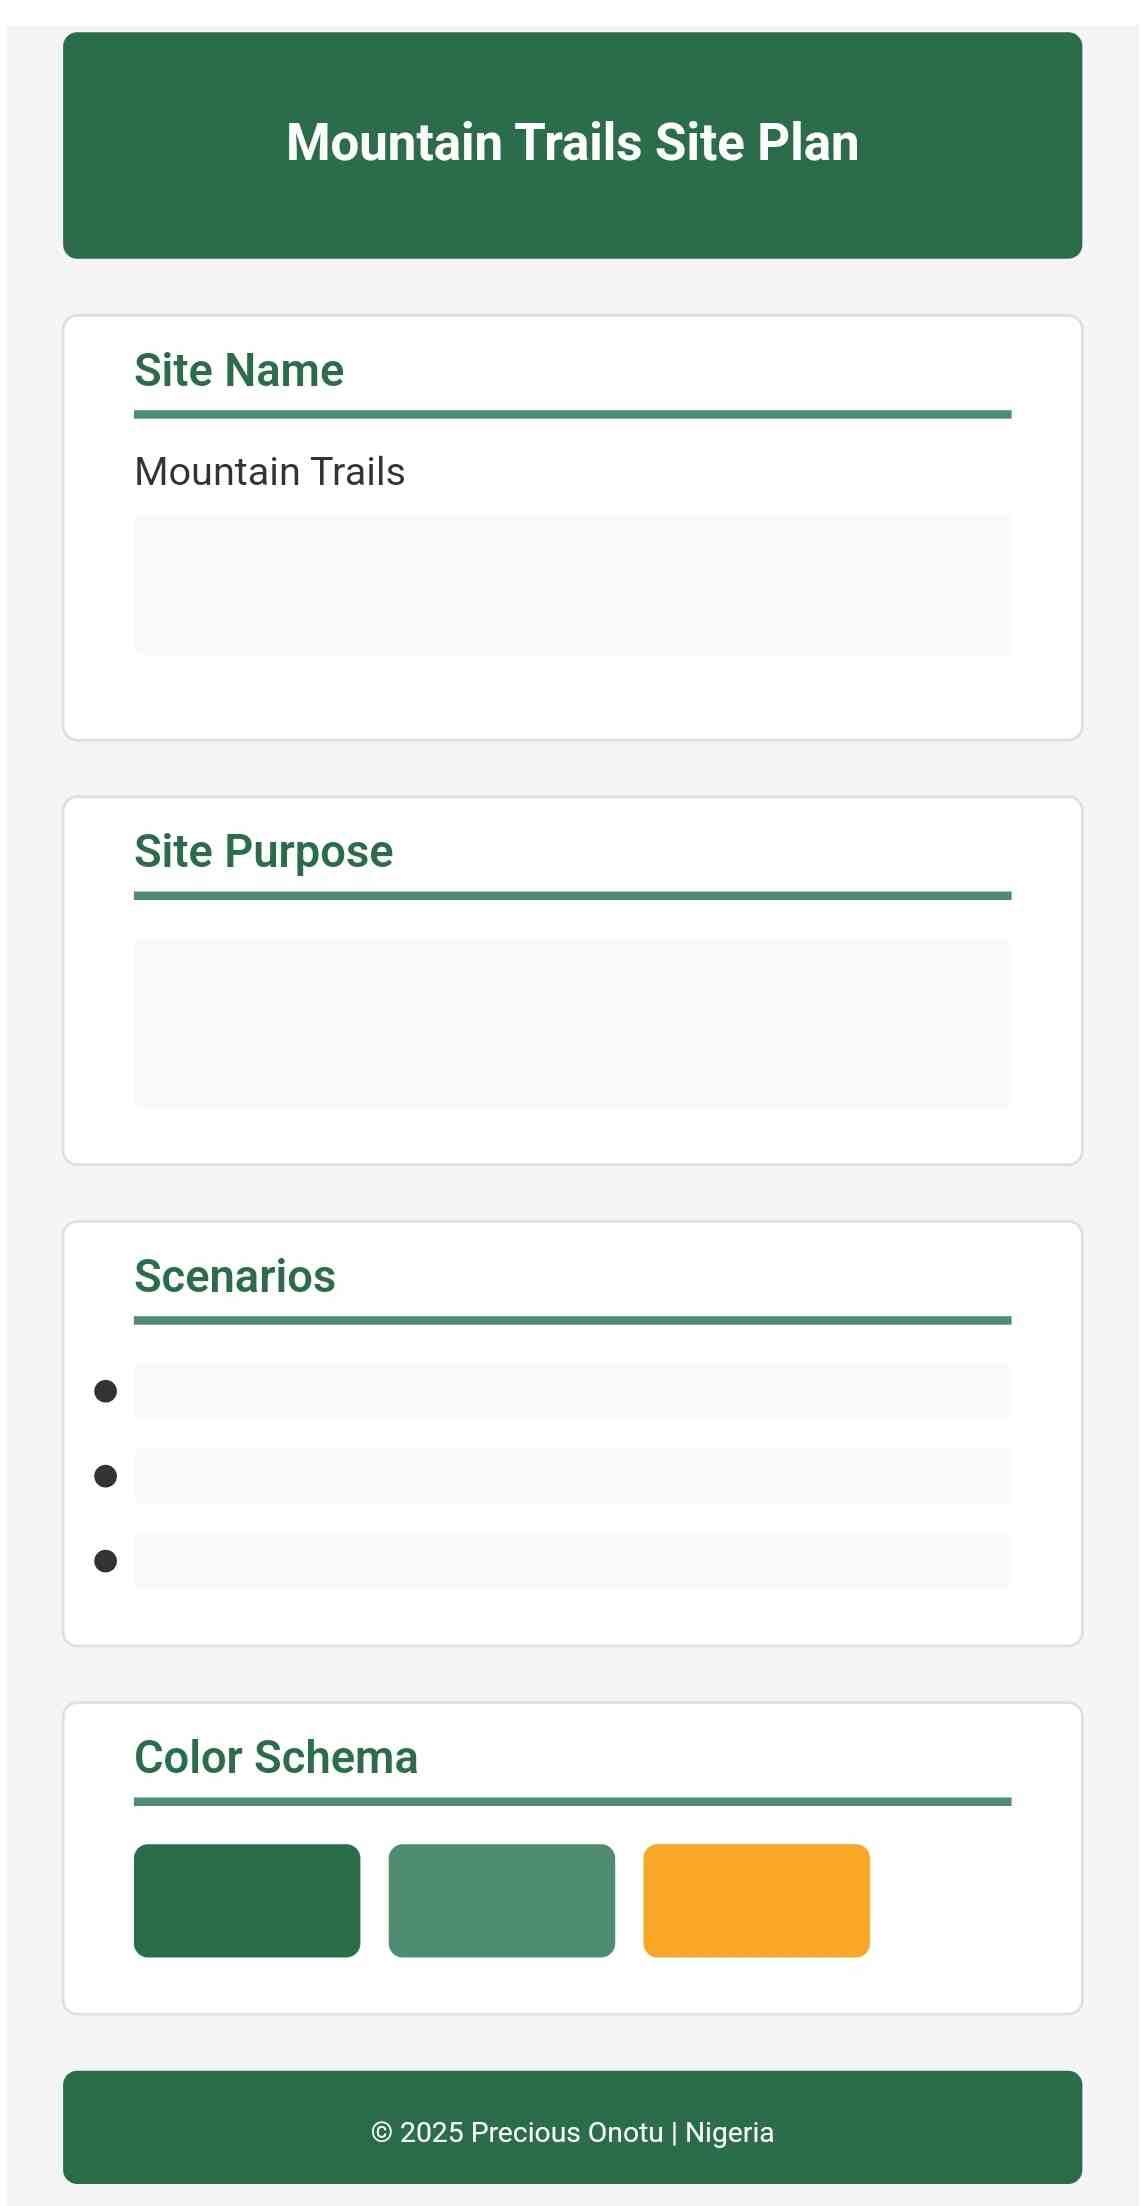 Mountain Trails Site Plan
Site Name
Mountain Trails
Site Purpose
Scenarios
Color Schema
© 2025 Precious Onotu | Nigeria